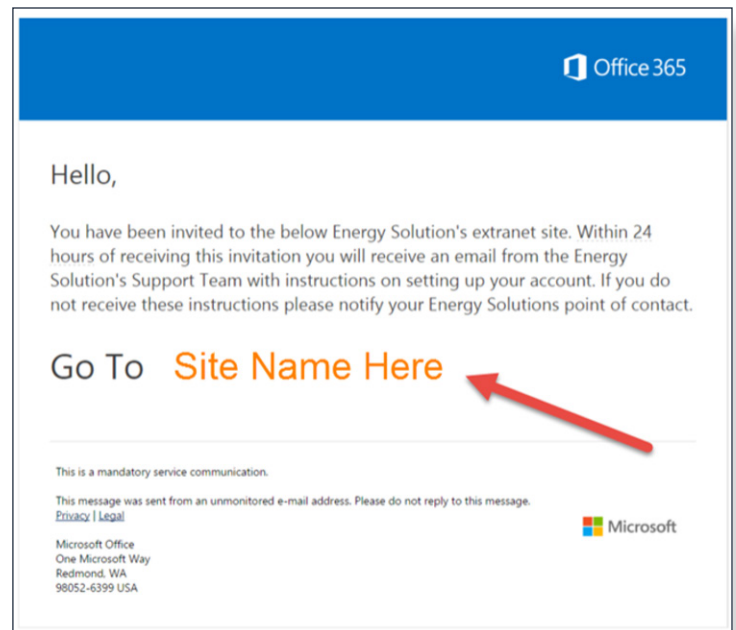 Office 365
Hello,
You have been invited to the below Energy Solution's extranet site. Within 24
hours of receiving this invitation you will receive an email from the Energy
Solution's Support Team with instructions on setting up your account. If you do
not receive these instructions please notify your Energy Solutions point of contact.
Go To Site Name Here
This is a mandatory service communication.
This message was sent from an unmonitored e-mail address. Please do not reply to this message.
Privacy | Legal
Microsoft
Microsoft Office
One Microsoft Way
Redmond, WA
98052-6399 USA